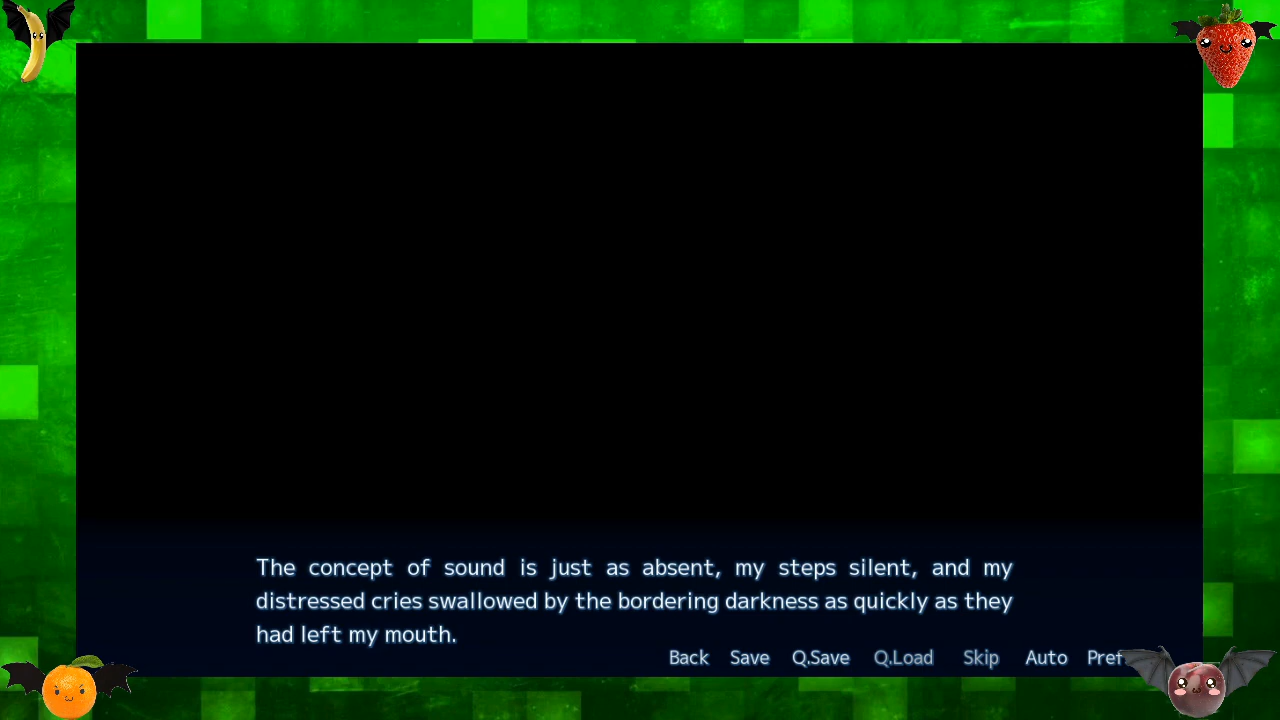 The concept of sound is just as absent, my steps silent, and my
distressed cries swallowed by the bordering darkness as quickly as they
had left my mouth.
Back Save Q.Save Q.Load Skip Auto Pref